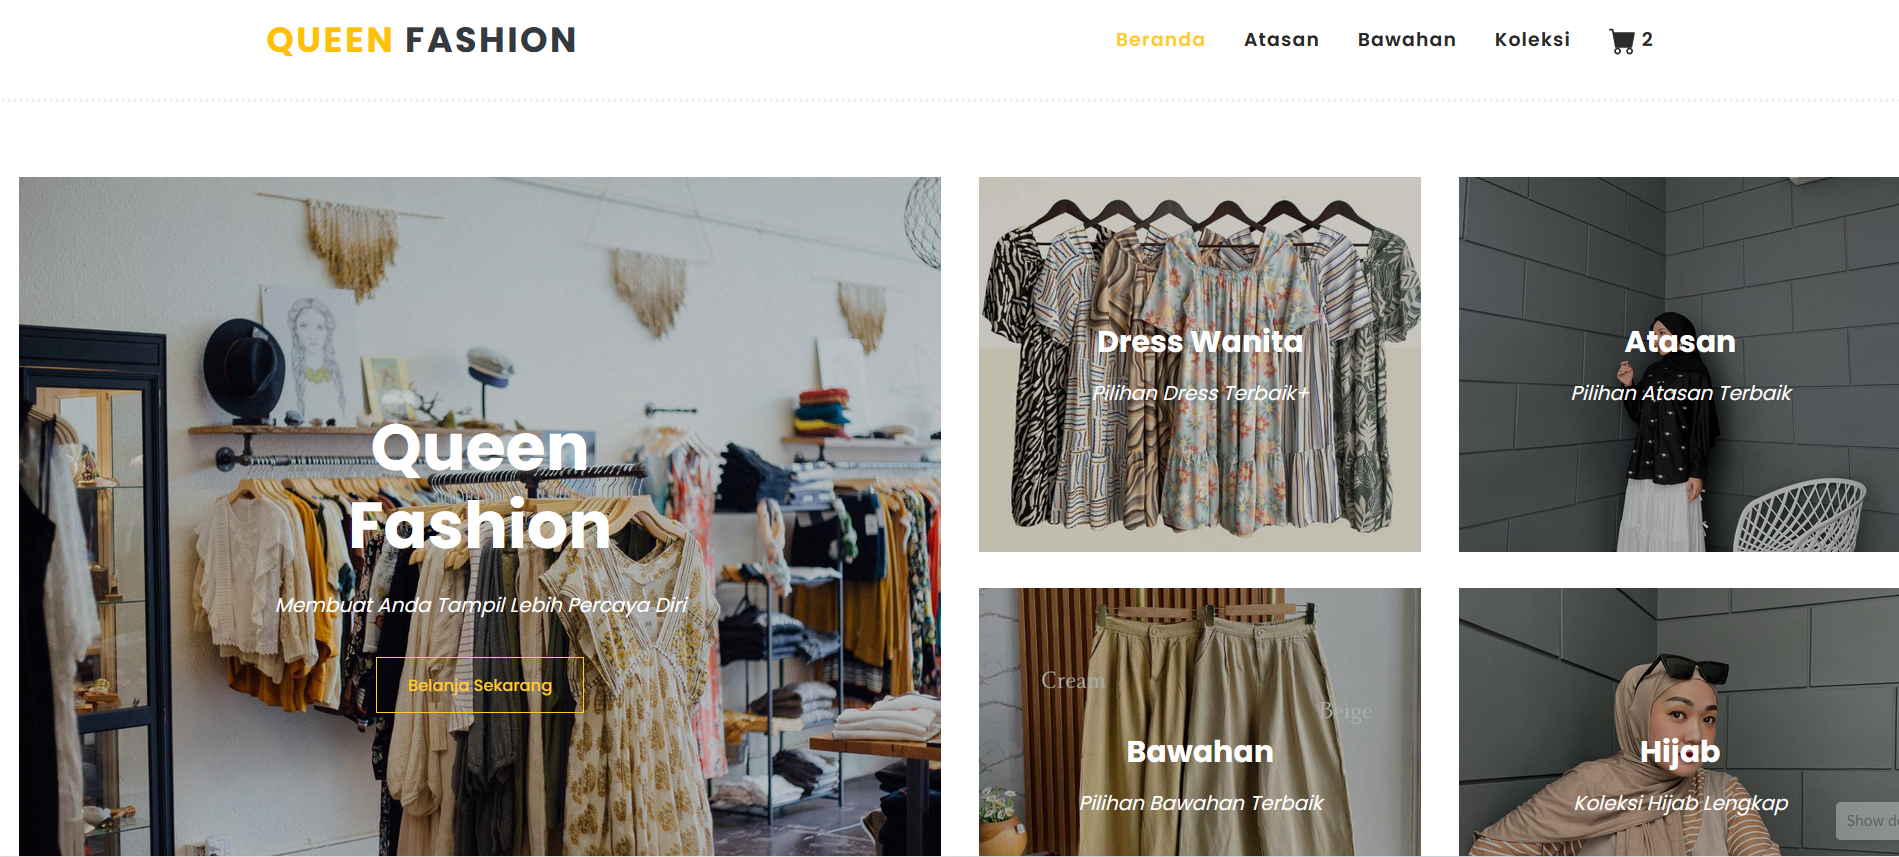 QUEEN FASHION
Beranda Atasan Bawahan Koleksi 2
Queen
Fashion
Membuat Anda Tampil Lebih Percaya Diri
Belanja Sekarang
Dress Wanita
Pilihan Dress Terbaik+
Atasan
Pilihan Atasan Terbaik
Cream
Beige
Bawahan
Pilihan Bawahan Terbaik
Hijab
Koleksi Hijab Lengkap
Show